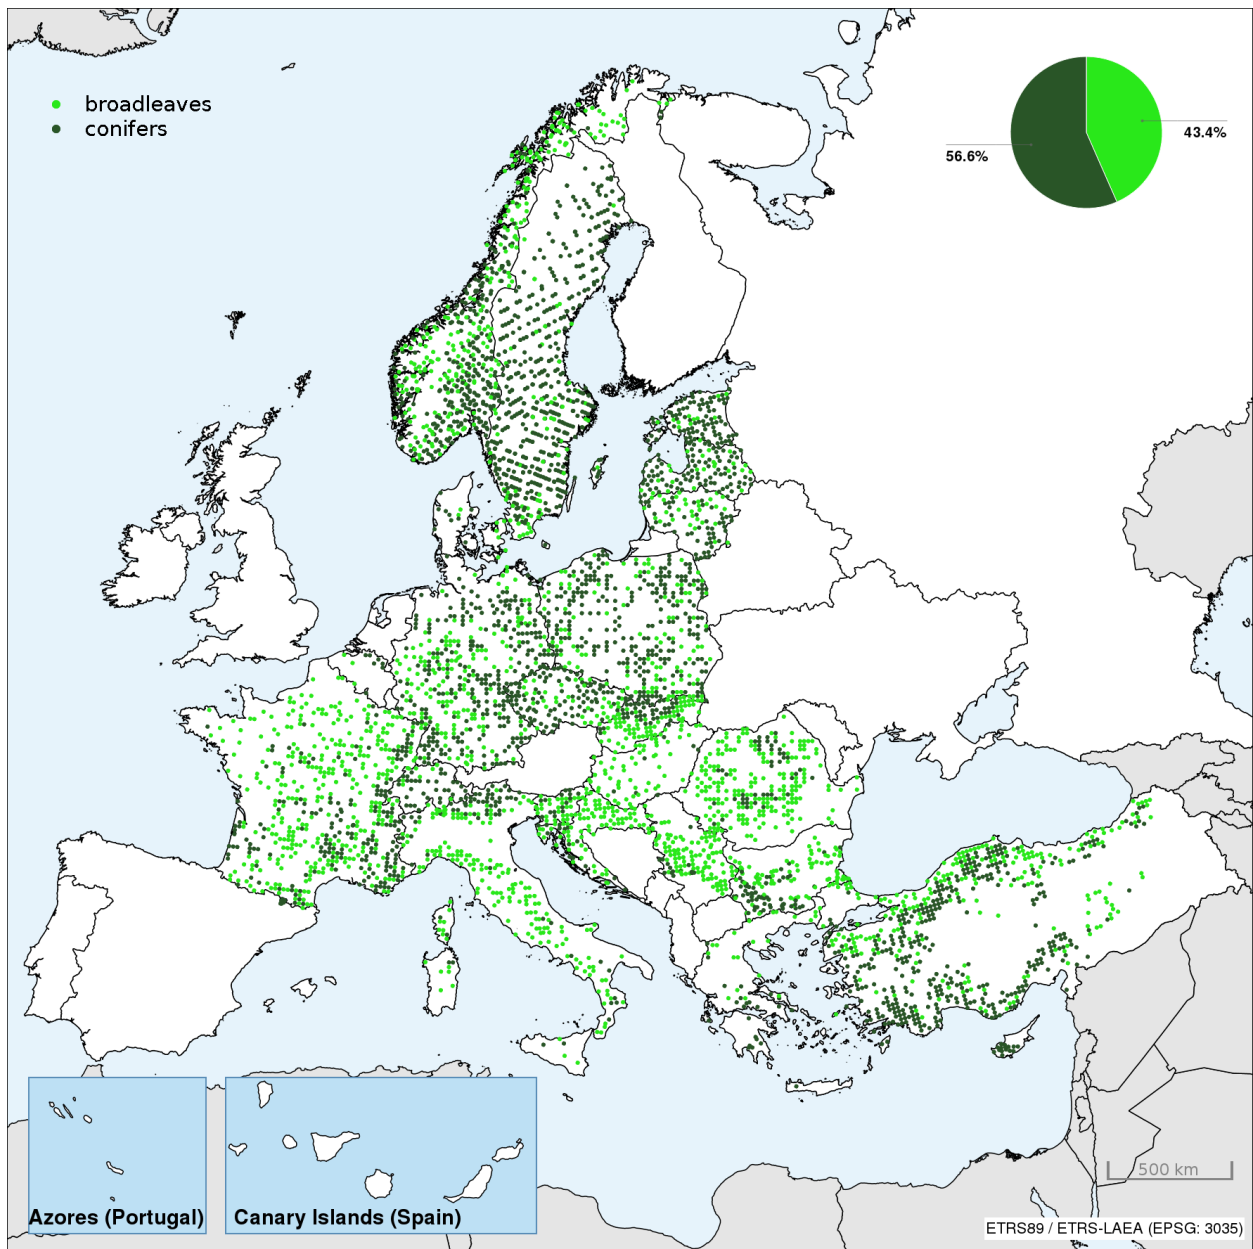 broadleaves
conifers
43.4%
56.6%
500 km
Azores (Portugal)
Canary Islands (Spain)
ETRS89 / ETRS-LAEA (EPSG: 3035)